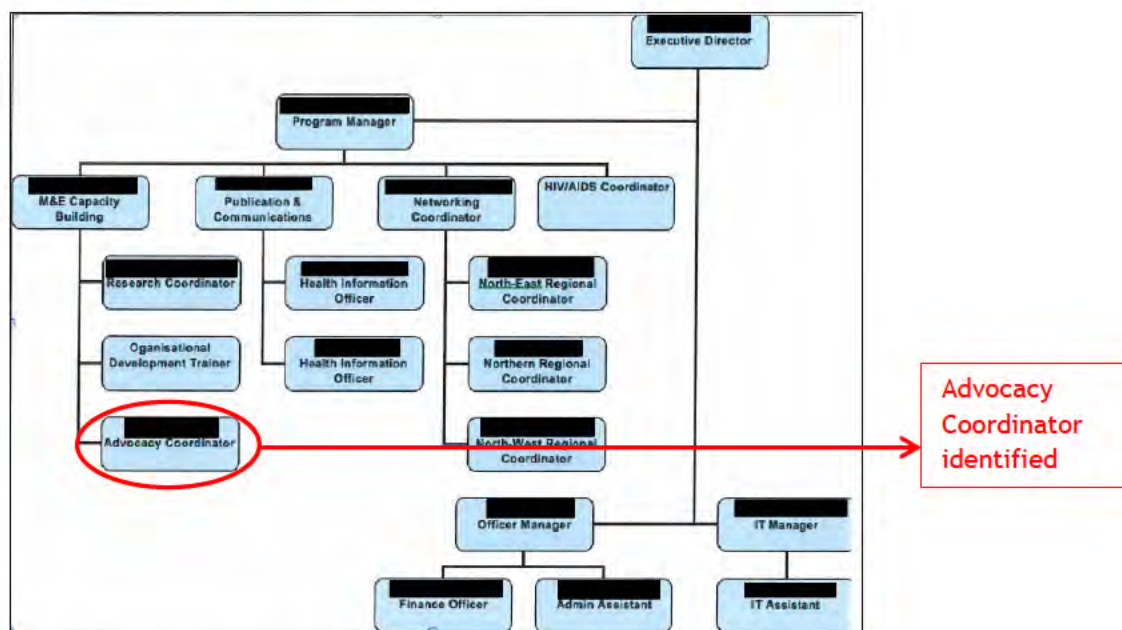 Executive Director
Program Manager
M&E Capacity
Building
Publication &
Communications
Networking
Coordinator
HIV/AIDS Coordinator
Research Coordinator
Health Information
Officer
North-East Regional
Coordinator
Oganisational
Development Trainer
Health Information
Officer
Northern Regional
Coordinator
Advocacy Coordinator
North-West Regional
Coordinator
Advocacy
Coordinator
identified
Officer Manager
IT Manager
Finance Officer
Admin Assistant
IT Assistant